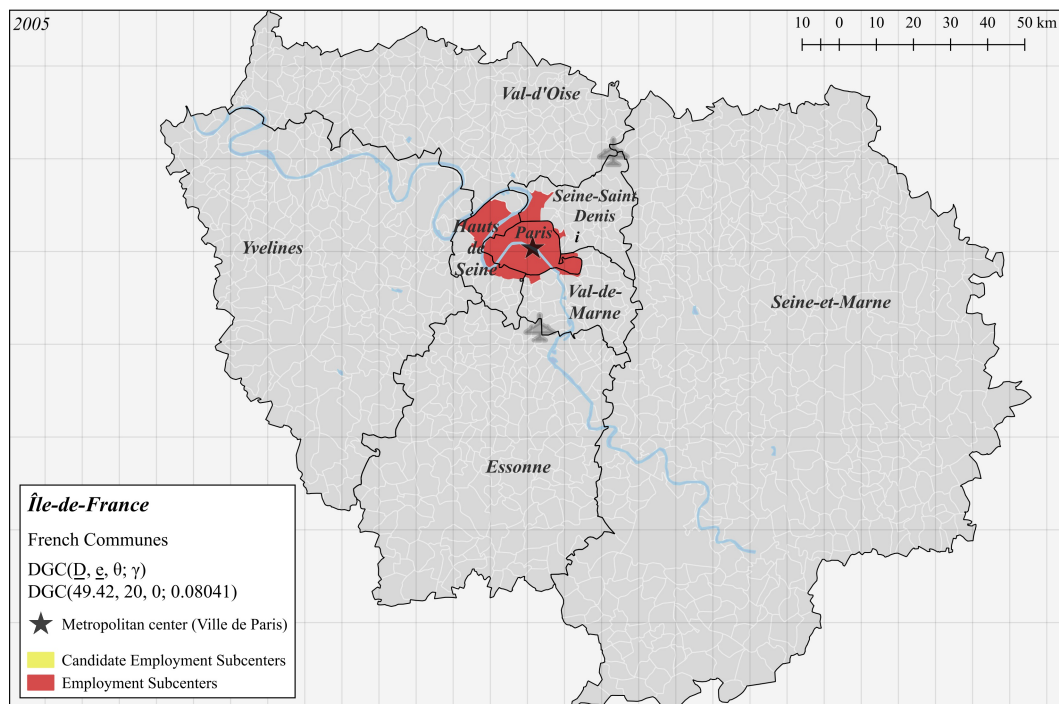 2005
10 0 10 20 30 40 50 km
Val-d'Oise
Seine-Saint
Denis
i
Hauts
de
Seine
Paris
Yvelines
Val-de-
Marne
Seine-et-Marne
Essonne
Île-de-France
French Communes
DGC(D, e, θ; γ)
DGC(49.42, 20, 0; 0.08041)
Metropolitan center (Ville de Paris)
Candidate Employment Subcenters
Employment Subcenters